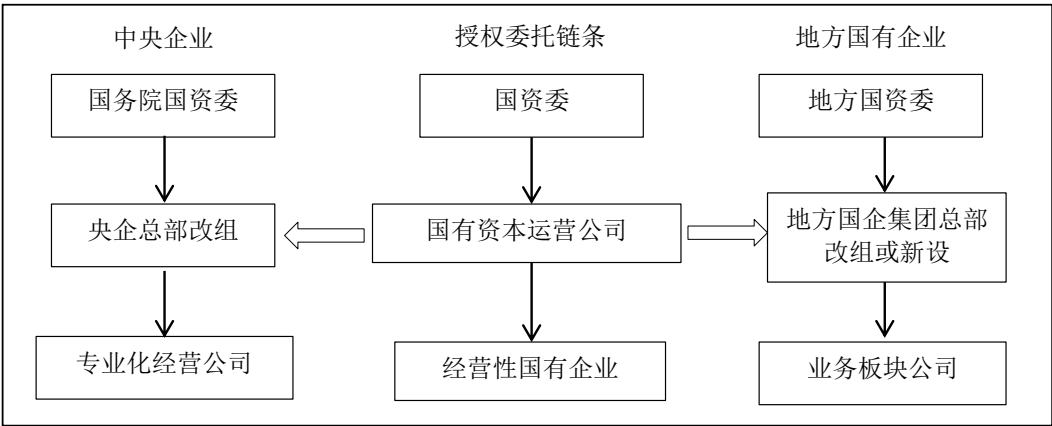 中央企业
授权委托链条
地方国有企业
国务院国资委
国资委
地方国资委
央企总部改组
国有资本运营公司
地方国企集团总部
改组或新设
专业化经营公司
经营性国有企业
业务板块公司